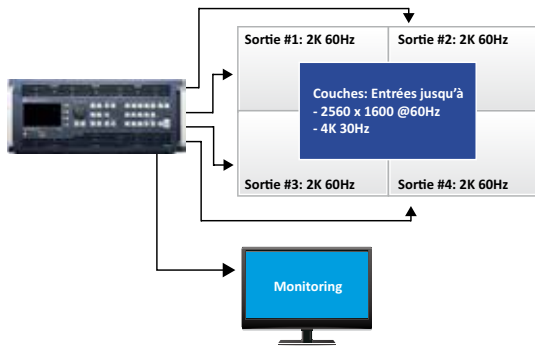 Sortie #1: 2K 60Hz
Sortie #2: 2K 60Hz
Couches: Entrées jusqu'à
- 2560 x 1600 @60Hz
- 4K 30Hz
Sortie #3: 2K 60Hz
Sortie #4: 2K 60Hz
Monitoring